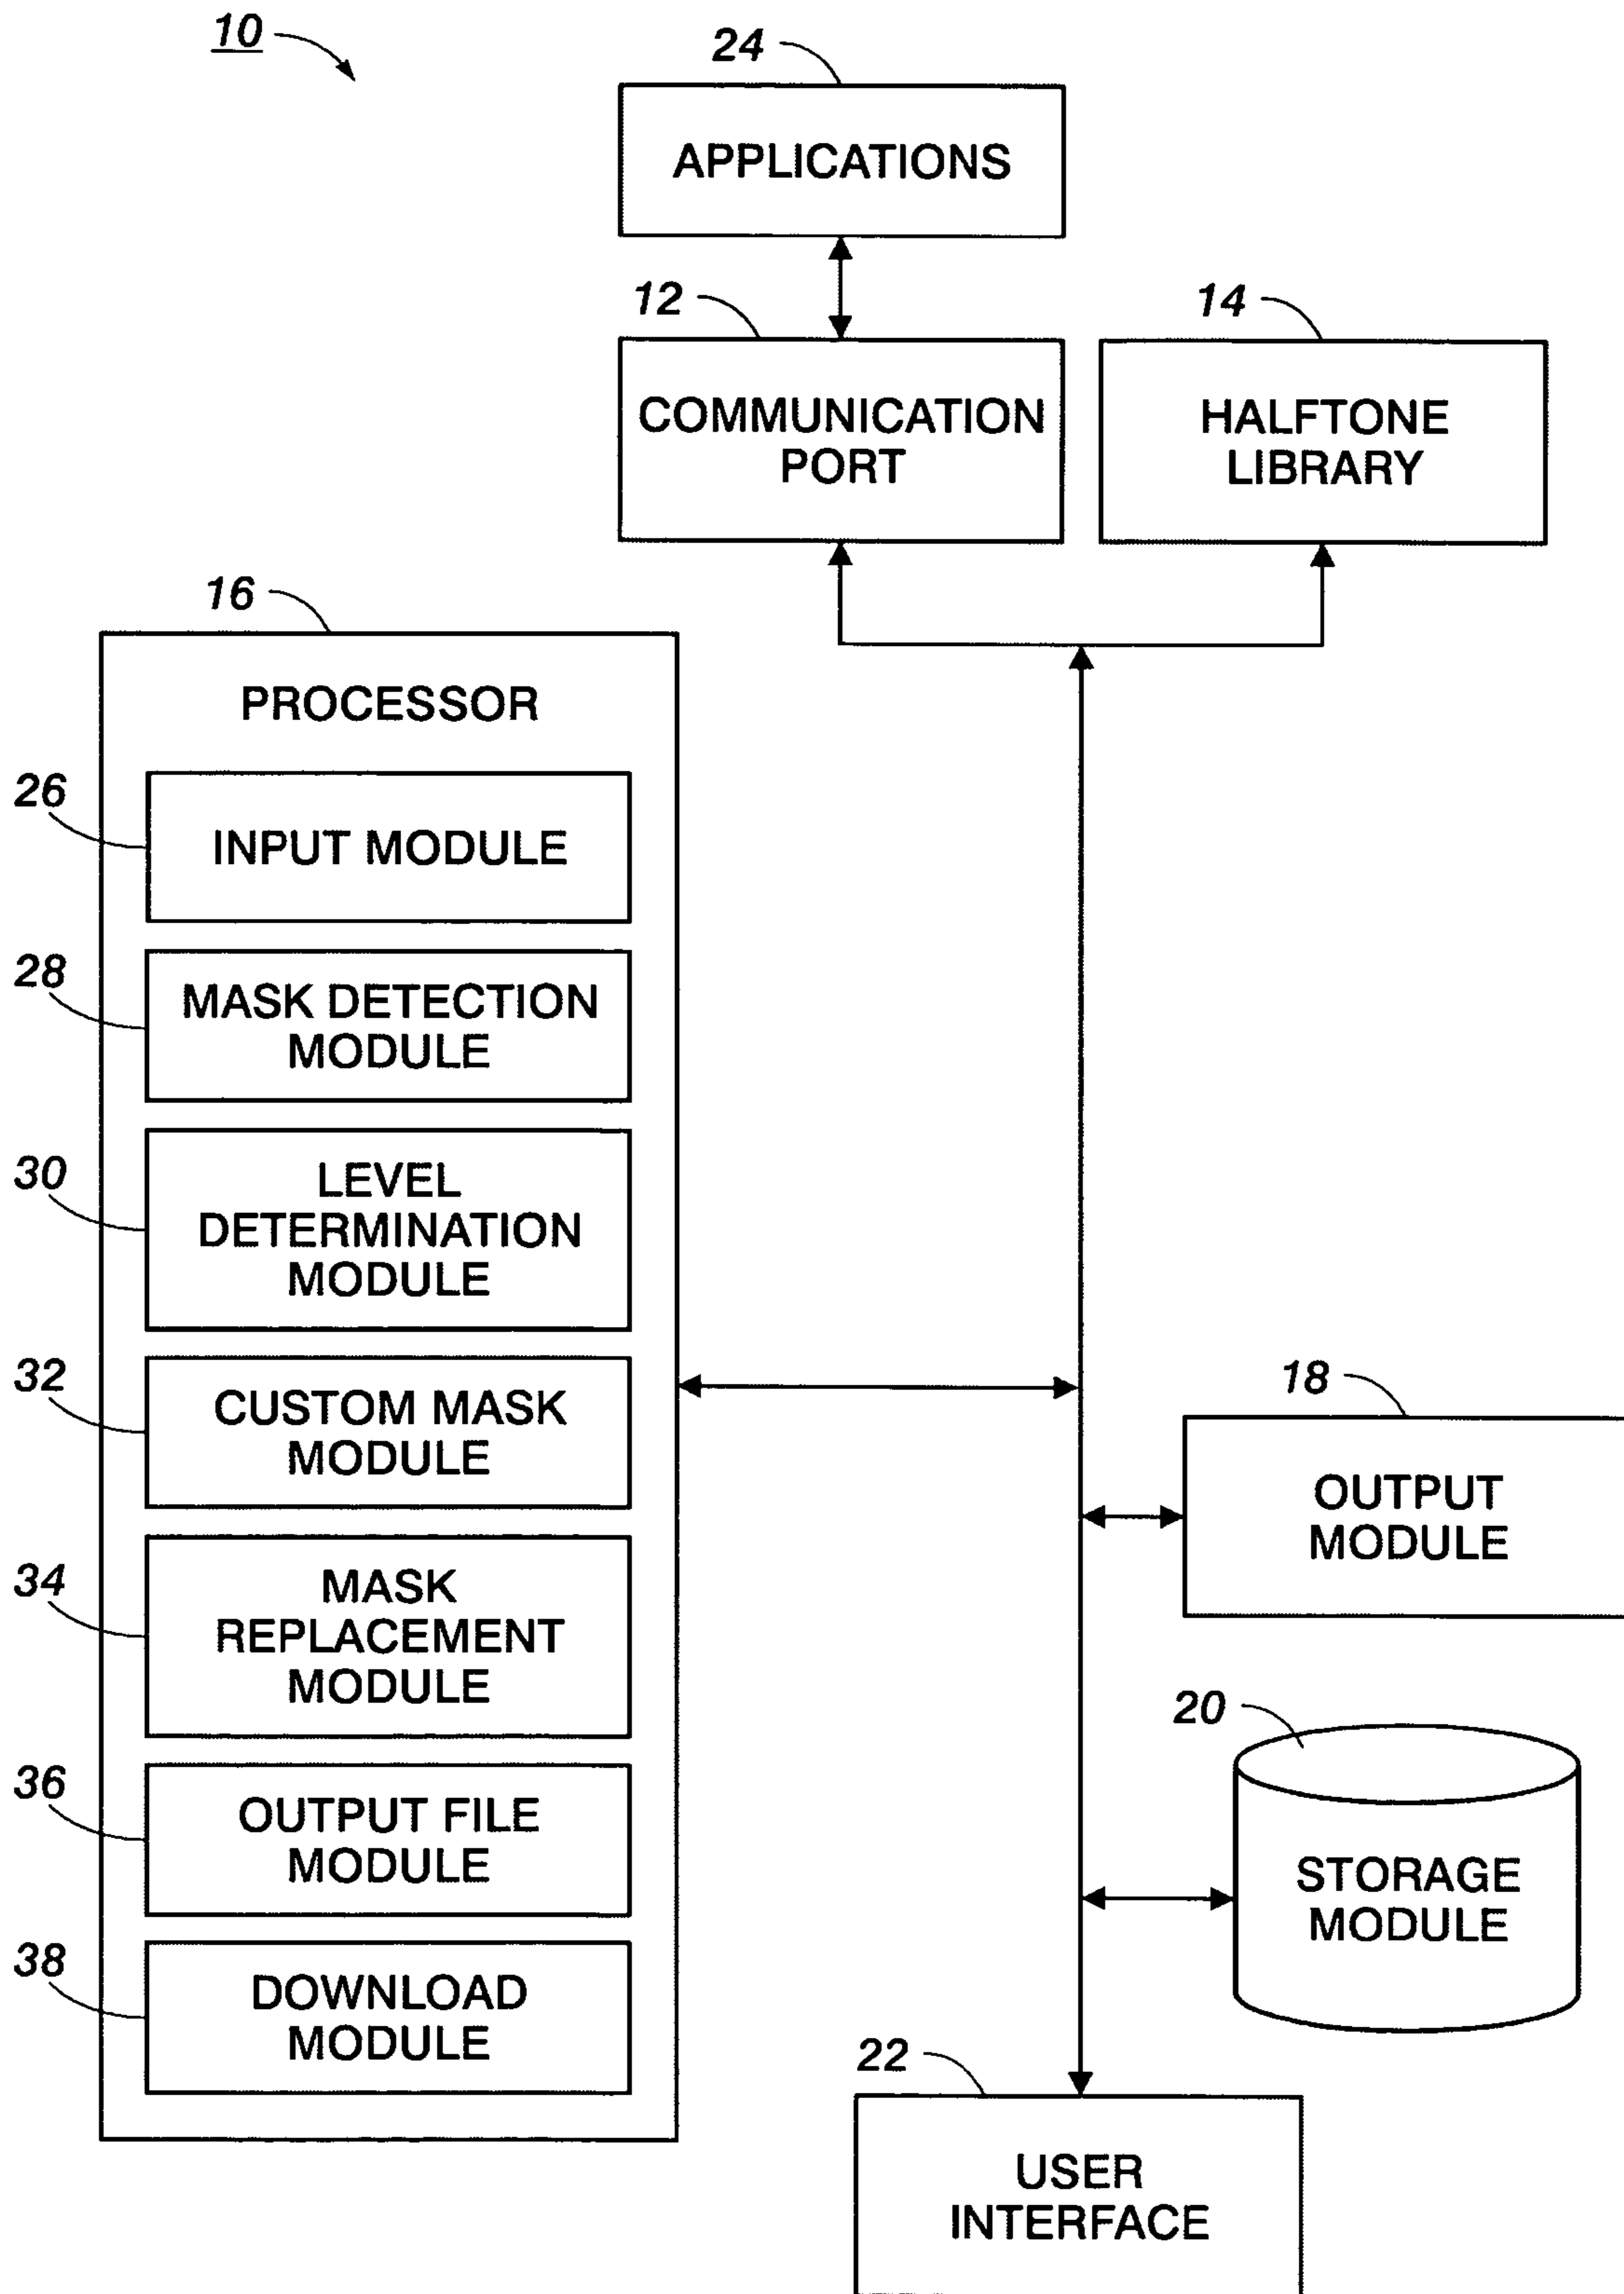 10
24
APPLICATIONS
12
COMMUNICATION
PORT
14
HALFTONE
LIBRARY
16
PROCESSOR
26
INPUT MODULE
28
MASK DETECTION
MODULE
30
LEVEL
DETERMINATION
MODULE
32
CUSTOM MASK
MODULE
34
MASK
REPLACEMENT
MODULE
36
OUTPUT FILE
MODULE
38
DOWNLOAD
MODULE
18
OUTPUT
MODULE
20
STORAGE
MODULE
22
USER
INTERFACE